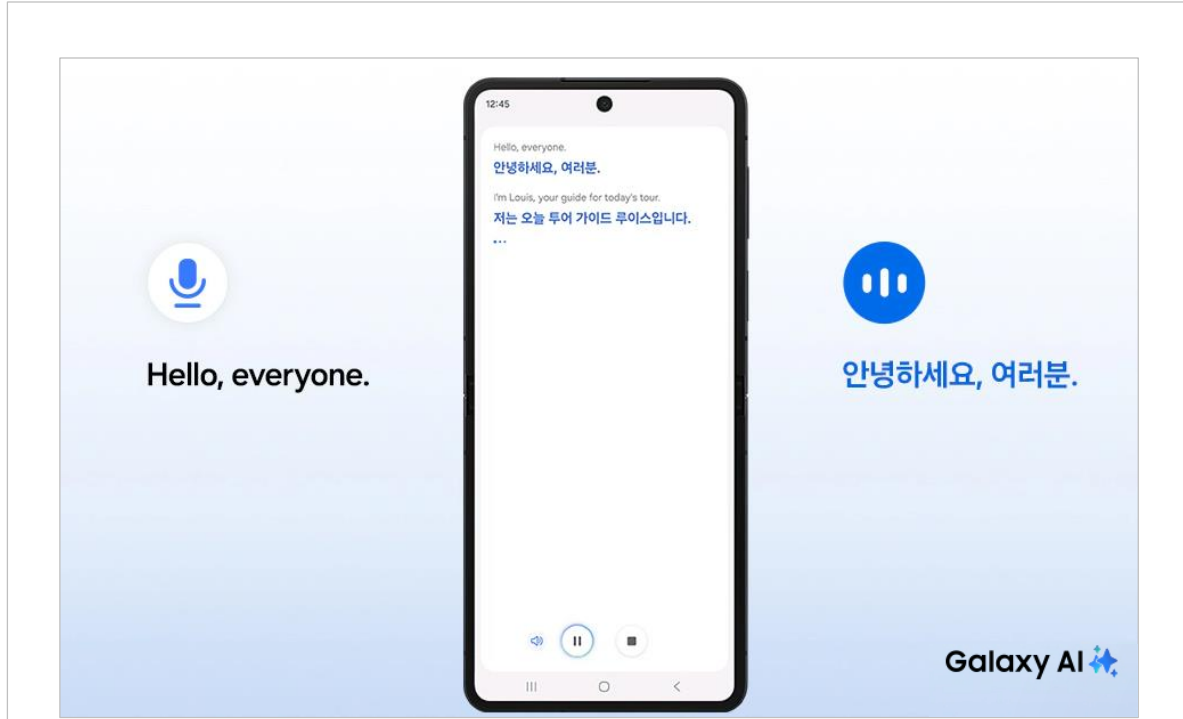 12:45
Hello, everyone.
안녕하세요, 여러분.
I'm Louis, your guide for today's tour.
저는 오늘 투어 가이드 루이스입니다.
...
Hello, everyone.
안녕하세요, 여러분.
Galaxy AI